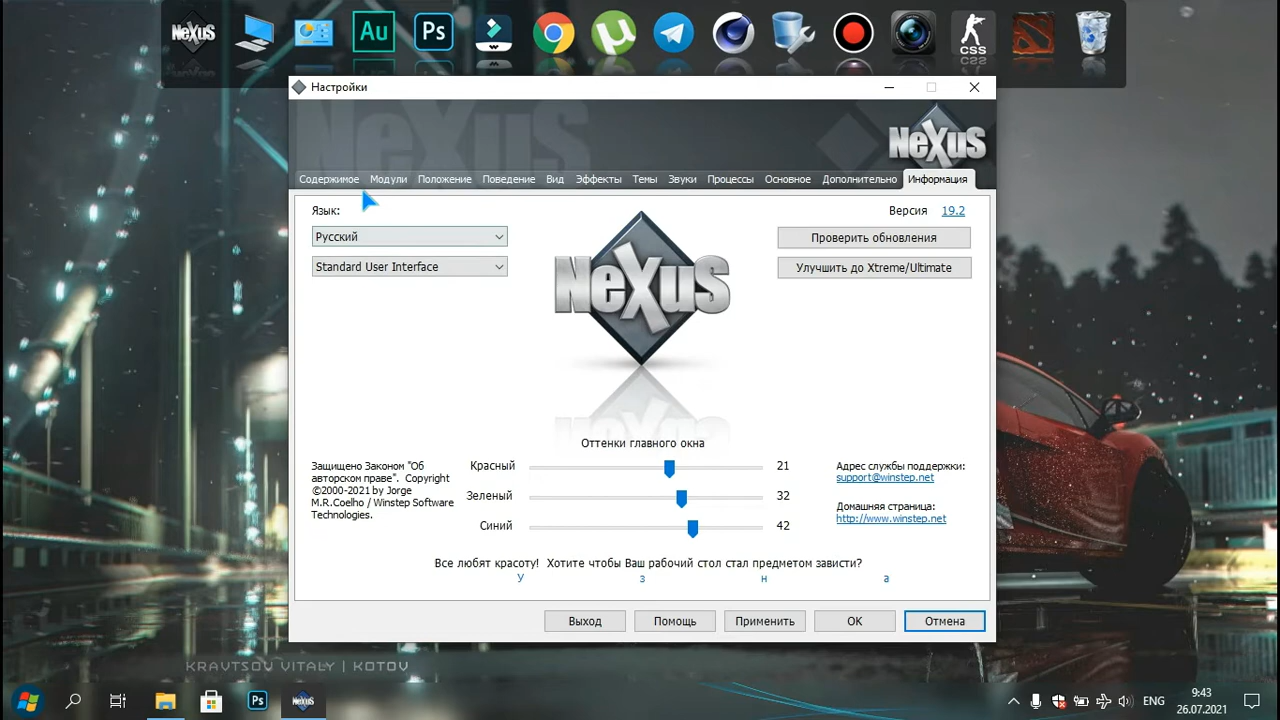 NeXuS
Au
Ps
CSS
Настройки
NeXuS
NeXuS
Содержимое Модули Положение Поведение Вид Эффекты Темы Звуки Процессы Основное Дополнительно Информация
Язык:
Русский
Standard User Interface
NeXuS
Версия 19.2
Проверить обновления
Улучшить до Xtreme/Ultimate
Оттенки главного окна
Красный 21
Зеленый 32
Синий 42
Защищено Законом "Об
авторском праве". Copyright
©2000-2021 by Jorge
M.R.Coelho / Winstep Software
Technologies.
Адрес службы поддержки:
support@winstep.net
Домашняя страница:
http://www.winstep.net
Все любят красоту! Хотите чтобы Ваш рабочий стол стал предметом зависти?
У з н а
Выход Помощь Применить OK Отмена
KRAVTSOV VITALY | KOTOV
Ps
NeXuS
ENG
9:43
26.07.2021